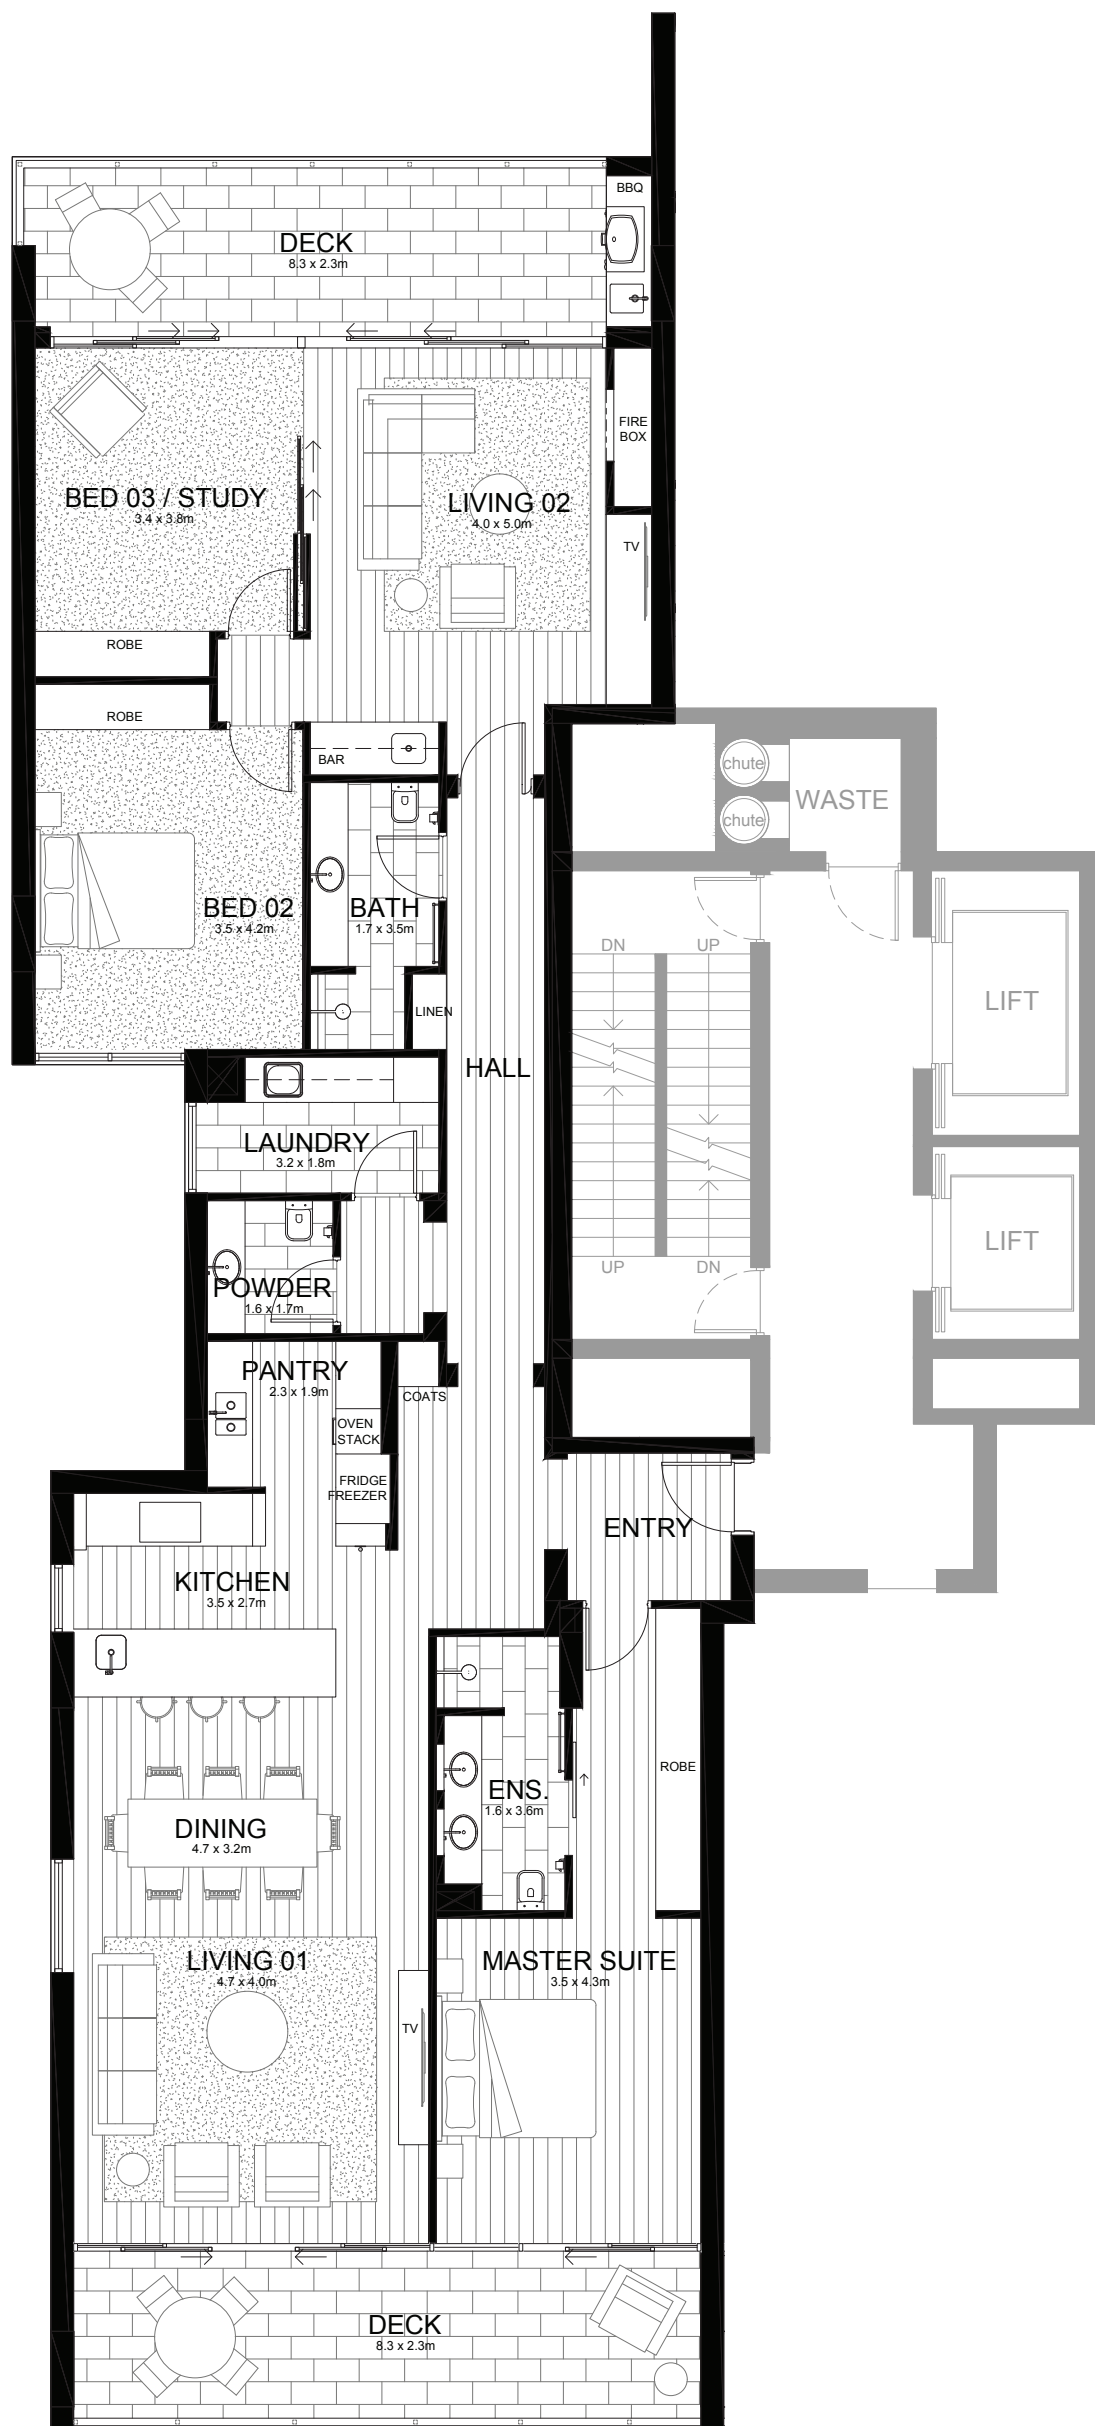 BBQ
DECK
8.3 x 2.3m
FIRE
BOX
BED 03 / STUDY
3.4 x 3.8m
LIVING 02
4.0 x 5.0m
TV
ROBE
ROBE
BAR
chute
WASTE
chute
BED 02
3.5 x 4.2m
BATH
1.7 x 3.5m
DN
UP
LIFT
LINEN
HALL
LAUNDRY
3.2 x 1.8m
LIFT
UP
DN
POWDER
1.6 x 1.7m
PANTRY
2.3 x 1.9m
COATS
OVEN
STACK
FRIDGE
FREEZER
ENTRY
KITCHEN
3.5 x 2.7m
ROBE
ENS.
1.6 x 3.6m
DINING
4.7 x 3.2m
LIVING 01
4.7 x 4.0m
MASTER SUITE
3.5 x 4.3m
TV
DECK
8.3 x 2.3m